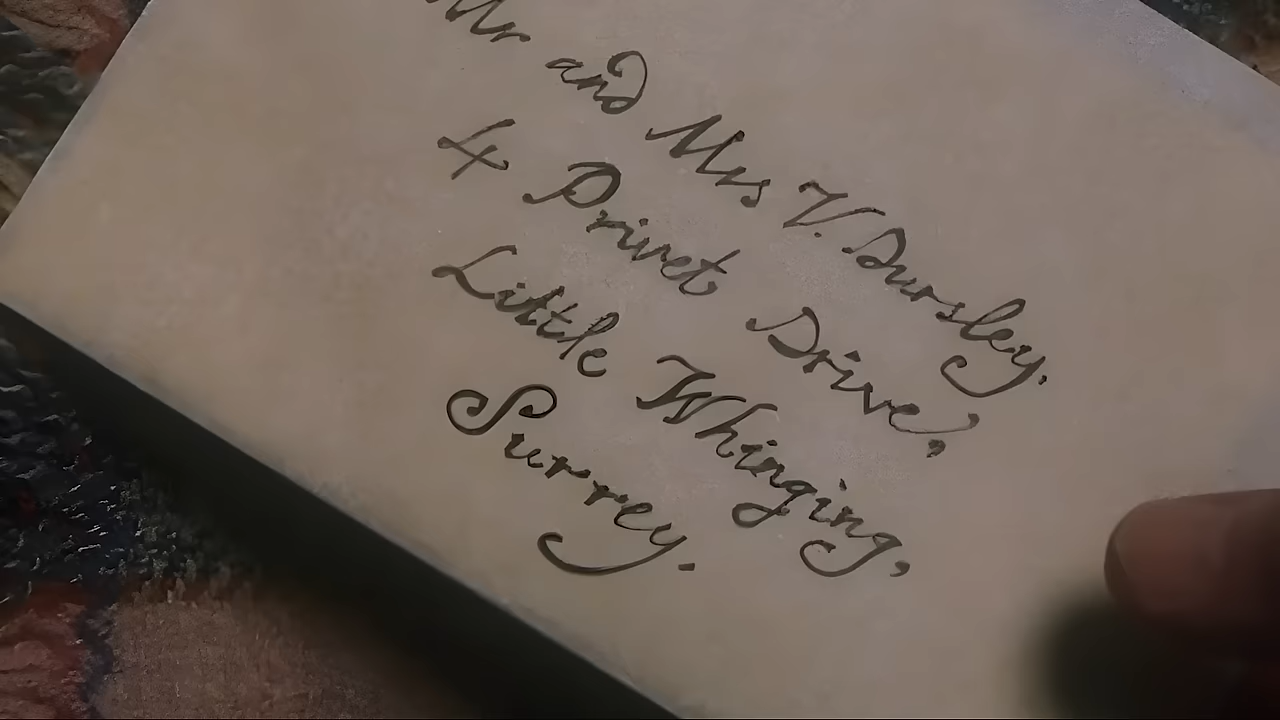 Mr and Mrs V. Dursley.
4 Privet Drive,
Little Whinging,
Surrey.